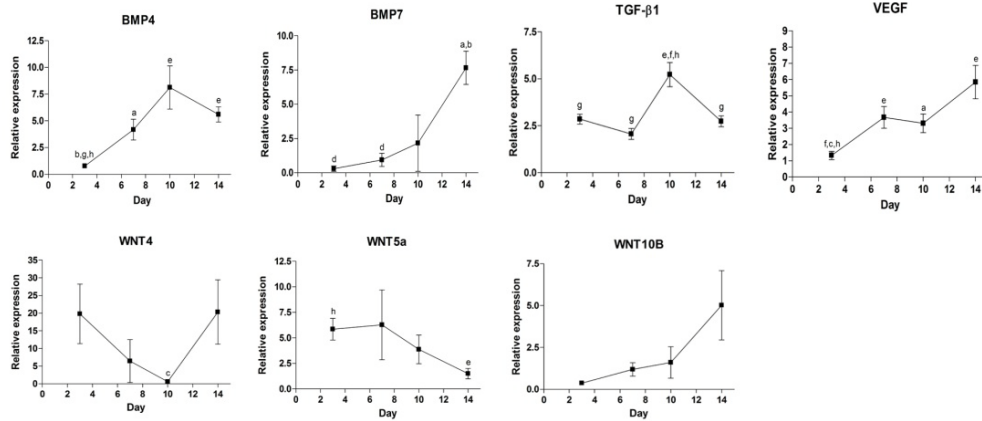 BMP4
Relative expression
12.5
10.0
7.5
5.0
2.5
0.0
b,g,h
a
e
e
0 2 4 6 8 10 12 14
Day
BMP7
Relative expression
10.0
7.5
5.0
2.5
0.0
d
d
a,b
0 2 4 6 8 10 12 14
Day
TGF-β1
Relative expression
7.5
5.0
2.5
0.0
g
g
e,f,h
g
0 2 4 6 8 10 12 14
Day
VEGF
Relative expression
9
8
7
6
5
4
3
2
1
0
f,c,h
e
a
e
0 2 4 6 8 10 12 14
Day
WNT4
Relative expression
35
30
25
20
15
10
5
0
c
0 2 4 6 8 10 12 14
Day
WNT5a
Relative expression
12.5
10.0
7.5
5.0
2.5
0.0
h
e
0 2 4 6 8 10 12 14
Day
WNT10B
Relative expression
7.5
5.0
2.5
0.0
0 2 4 6 8 10 12 14
Day